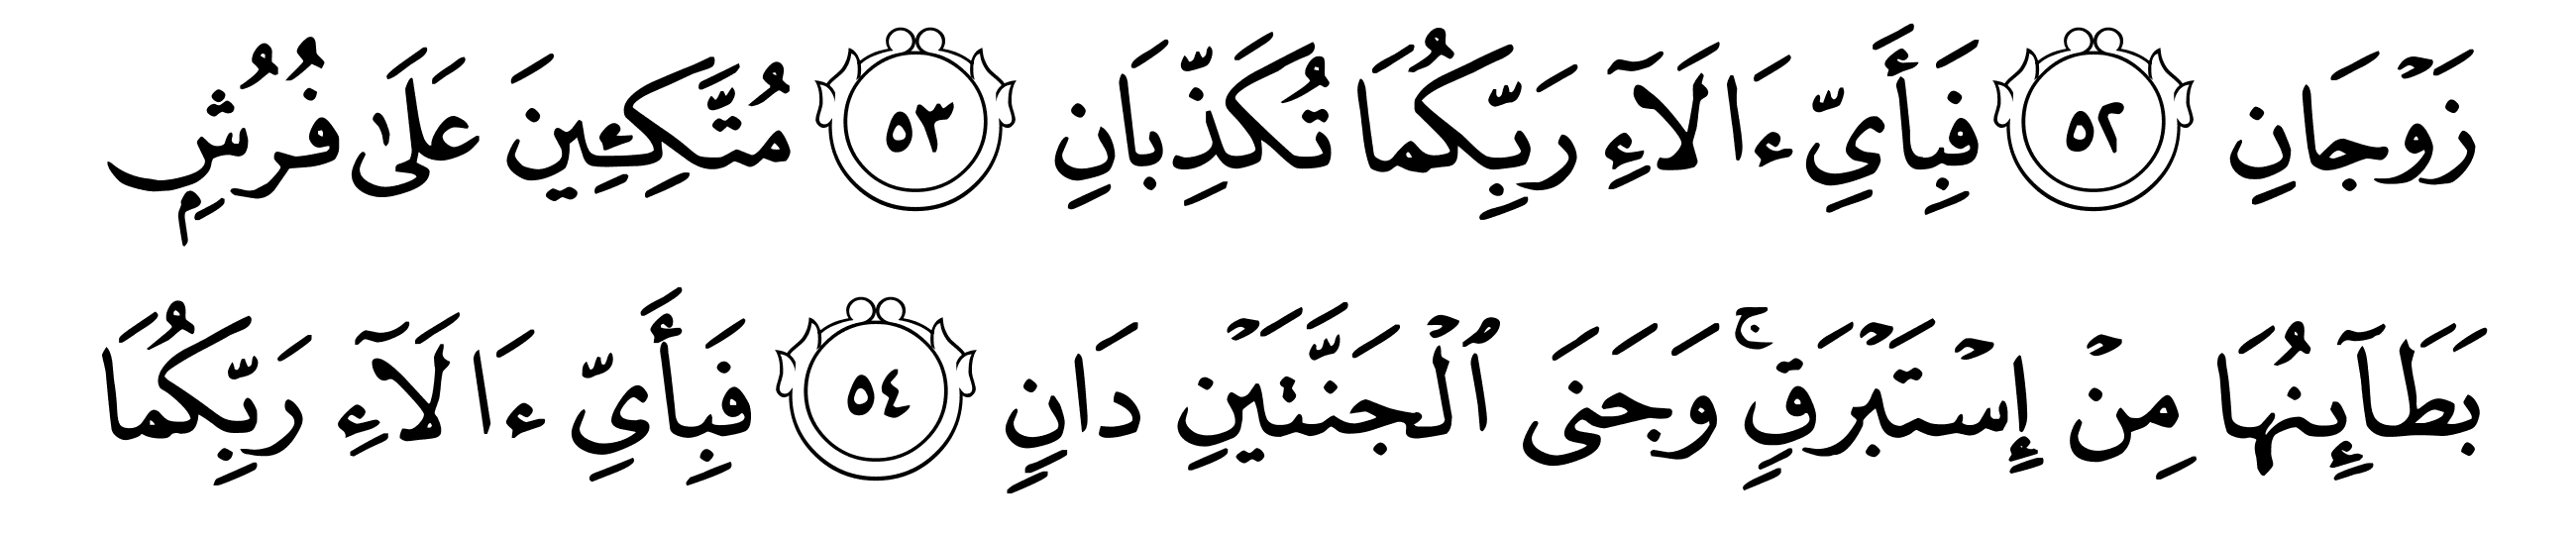 زَوۡجَانِ ٥٢ فَبِأَيِّ ءَالَآءِ رَبِّكُمَا تُكَذِّبَانِ ٥٣ مُتَّكِـِٔينَ عَلَىٰ فُرُشِۭ
بَطَآئِنُهَا مِنۡ إِسۡتَبۡرَقٖۚ وَجَنَى ٱلۡجَنَّتَيۡنِ دَانٖ ٥٤ فَبِأَيِّ ءَالَآءِ رَبِّكُمَا